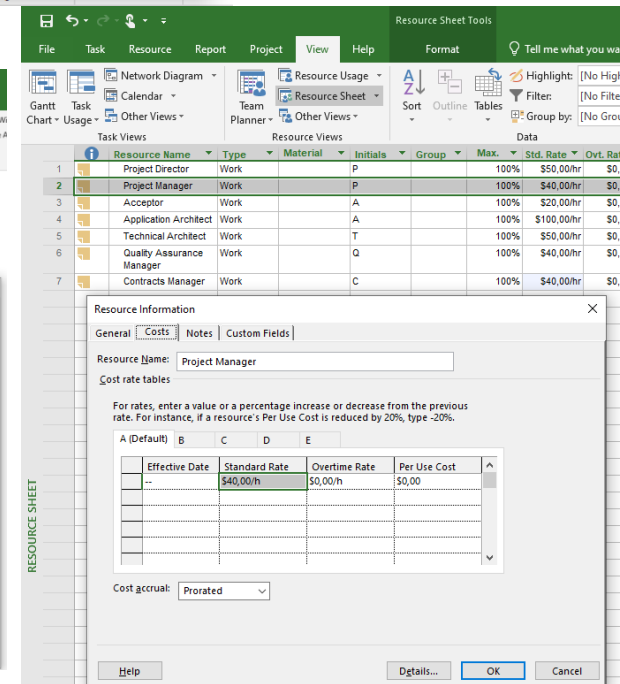 Resource Sheet Tools
File Task Resource Report Project View Help Format Tell me what you
Network Diagram Resource Usage Highlight: [No
Calendar Resource Sheet Filter: [No
Gantt Chart Task Usage Other Views Team Planner Other Views Sort Outline Tables Group by: [No
Task Views Resource Views Data
Resource Name Type Material Initials Group Max. Std. Rate Ovt.
1 Project Director Work P 100% $50,00/hr $0,
2 Project Manager Work P 100% $40,00/hr $0,
3 Acceptor Work A 100% $20,00/hr $0,
4 Application Architect Work A 100% $100,00/hr $0,
5 Technical Architect Work T 100% $50,00/hr $0,
6 Quality Assurance Work Q 100% $40,00/hr $0,
Manager
7 Contracts Manager Work C 100% $40,00/hr $0,
Resource Information
General Costs Notes Custom Fields
Resource Name: Project Manager
Cost rate tables
For rates, enter a value or a percentage increase or decrease from the previous
rate. For instance, if a resource's Per Use Cost is reduced by 20%, type -20%.
A (Default) B C D E
Effective Date Standard Rate Overtime Rate Per Use Cost
-- $40,00/h $0,00/h $0,00
Cost accrual: Prorated
Help Details... OK Cancel
RESOURCE SHEET